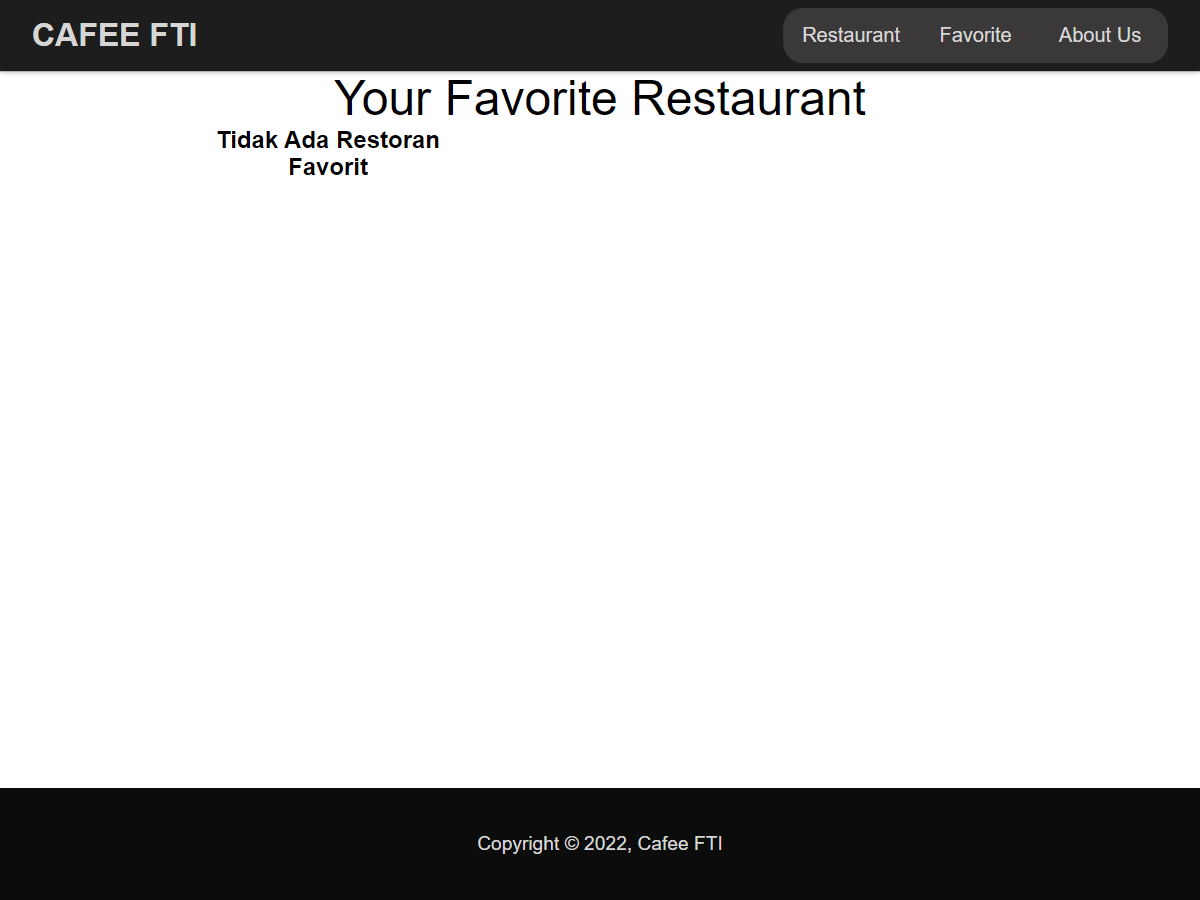 CAFEE FTI
Restaurant Favorite About Us
Your Favorite Restaurant
Tidak Ada Restoran
Favorit
Copyright © 2022, Cafee FTI